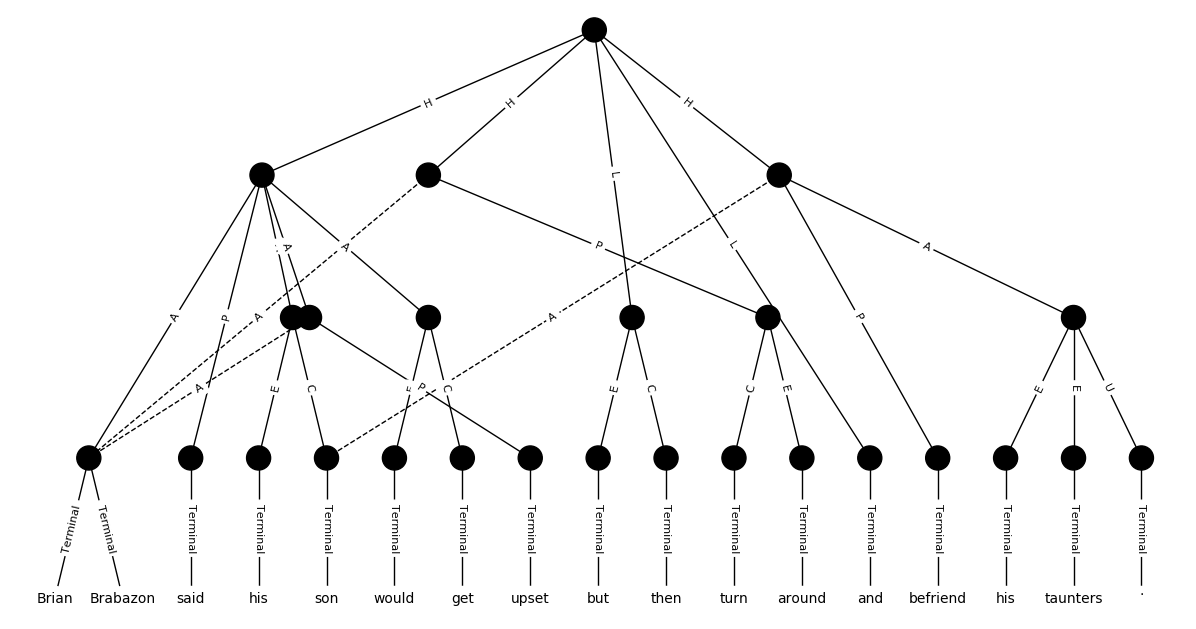 H H L L H
A P A A P A P A
A E C E C P A E C C E E E U
Terminal Terminal Terminal Terminal Terminal Terminal Terminal Terminal Terminal Terminal Terminal Terminal Terminal Terminal Terminal Terminal Terminal
Brian Brabazon said his son would get upset but then turn around and befriend his taunters .